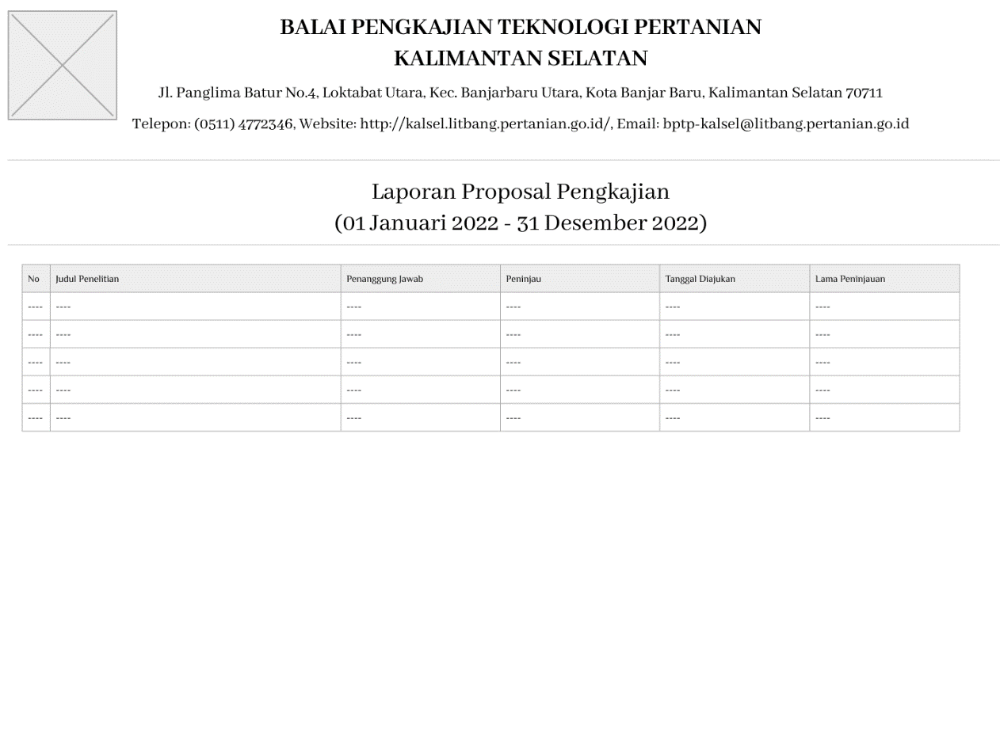 BALAI PENGKAJIAN TEKNOLOGI PERTANIAN
KALIMANTAN SELATAN
Jl. Panglima Batur No.4, Loktabat Utara, Kec. Banjarbaru Utara, Kota Banjar Baru, Kalimantan Selatan 70711
Telepon: (0511) 4772346, Website: http://kalsel.litbang.pertanian.go.id/, Email: bptp-kalsel@litbang.pertanian.go.id
Laporan Proposal Pengkajian
(01 Januari 2022 - 31 Desember 2022)
No Judul Penelitian Penanggung Jawab Peninjau Tanggal Diajukan Lama Peninjauan
---- ---- ---- ---- ---- ----
---- ---- ---- ---- ---- ----
---- ---- ---- ---- ---- ----
---- ---- ---- ---- ---- ----
---- ---- ---- ---- ---- ----